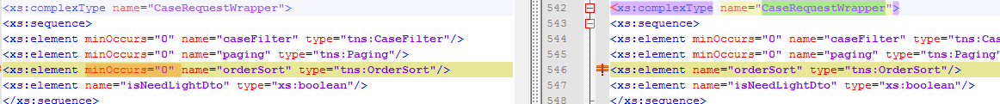 <xs:complexType name="CaseRequestWrapper">
<xs:sequence>
<xs:element minOccurs="0" name="caseFilter" type="tns:CaseFilter"/>
<xs:element minOccurs="0" name="paging" type="tns:Paging"/>
<xs:element minOccurs="0" name="orderSort" type="tns:OrderSort"/>
<xs:element name="isNeedLightDto" type="xs:boolean"/>
</xs:sequence>
542 <xs:complexType name="CaseRequestWrapper">
543 <xs:sequence>
544 <xs:element minOccurs="0" name="caseFilter" type="tns:Cas
545 <xs:element minOccurs="0" name="paging" type="tns:Paging"
546 <xs:element name="orderSort" type="tns:OrderSort"/>
547 <xs:element name="isNeedLightDto" type="xs:boolean"/>
548 </xs:sequence>